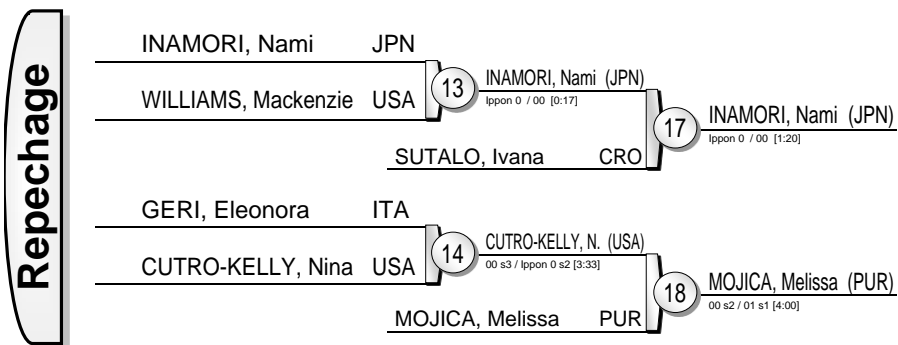 Repechage
INAMORI, Nami JPN
WILLIAMS, Mackenzie USA
13
INAMORI, Nami (JPN)
Ippon 0 / 00 [0:17]
SUTALO, Ivana CRO
17
INAMORI, Nami (JPN)
Ippon 0 / 00 [1:20]
GERI, Eleonora ITA
CUTRO-KELLY, Nina USA
14
CUTRO-KELLY, N. (USA)
00 s3 / Ippon 0 s2 [3:33]
MOJICA, Melissa PUR
18
MOJICA, Melissa (PUR)
00 s2 / 01 s1 [4:00]